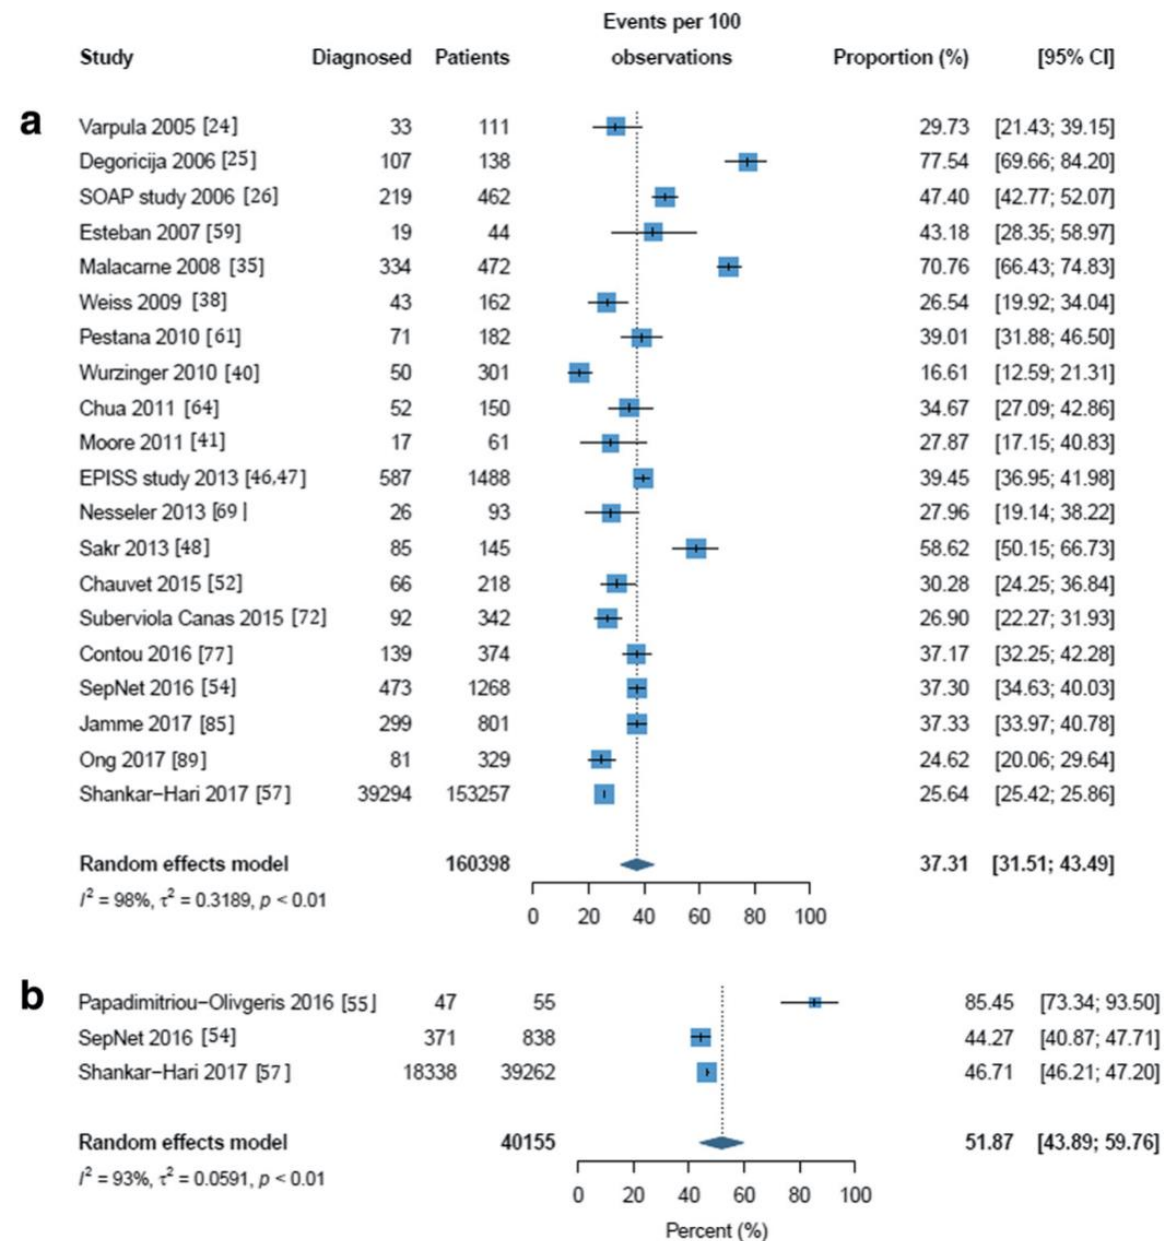 Events per 100
Study Diagnosed Patients observations Proportion (%) [95% CI]
a
Varpula 2005 [24] 33 111 29.73 [21.43; 39.15]
Degoricija 2006 [25] 107 138 77.54 [69.66; 84.20]
SOAP study 2006 [26] 219 462 47.40 [42.77; 52.07]
Esteban 2007 [59] 19 44 43.18 [28.35; 58.97]
Malacarne 2008 [35] 334 472 70.76 [66.43; 74.83]
Weiss 2009 [38] 43 162 26.54 [19.92; 34.04]
Pestana 2010 [61] 71 182 39.01 [31.88; 46.50]
Wurzinger 2010 [40] 50 301 16.61 [12.59; 21.31]
Chua 2011 [64] 52 150 34.67 [27.09; 42.86]
Moore 2011 [41] 17 61 27.87 [17.15; 40.83]
EPISS study 2013 [46,47] 587 1488 39.45 [36.95; 41.98]
Nesseler 2013 [69 | 26 93 27.96 [19.14; 38.22]
Sakr 2013 [48] 85 145 58.62 [50.15; 66.73]
Chauvet 2015 [52] 66 218 30.28 [24.25; 36.84]
Suberviola Canas 2015 [72] 92 342 26.90 [22.27; 31.93]
Contou 2016 [77] 139 374 37.17 [32.25; 42.28]
SepNet 2016 [54] 473 1268 37.30 [34.63; 40.03]
Jamme 2017 [85] 299 801 37.33 [33.97; 40.78]
Ong 2017 [89] 81 329 24.62 [20.06; 29.64]
Shankar−Hari 2017 [57] 39294 153257 25.64 [25.42; 25.86]
Random effects model 160398 37.31 [31.51; 43.49]
I² = 98%, τ² = 0.3189, p < 0.01
0 20 40 60 80 100
b
Papadimitriou−Olivgeris 2016 [55] 47 55 85.45 [73.34; 93.50]
SepNet 2016 [54] 371 838 44.27 [40.87; 47.71]
Shankar−Hari 2017 [57] 18338 39262 46.71 [46.21; 47.20]
Random effects model 40155 51.87 [43.89; 59.76]
I² = 93%, τ² = 0.0591, p < 0.01
0 20 40 60 80 100
Percent (%)